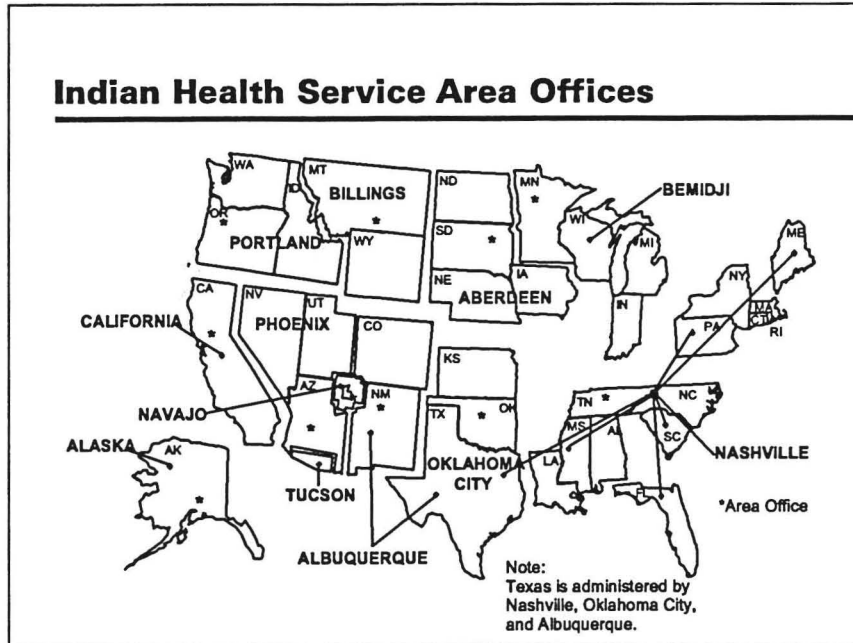 Indian Health Service Area Offices
WA
MT
ND
MN
BILLINGS
BEMIDJI
ID
OR
WI
MI
ME
SD
PORTLAND
WY
NY
NE
IA
ABERDEEN
MA
CT
RI
CA
NV
UT
IN
PA
CALIFORNIA
PHOENIX
CO
KS
AZ
NM
NAVAJO
TX
OK
TN
NC
MS
AL
SC
ALASKA
AK
OKLAHOMA
CITY
LA
NASHVILLE
TUCSON
FL
*Area Office
ALBUQUERQUE
Note:
Texas is administered by
Nashville, Oklahoma City,
and Albuquerque.